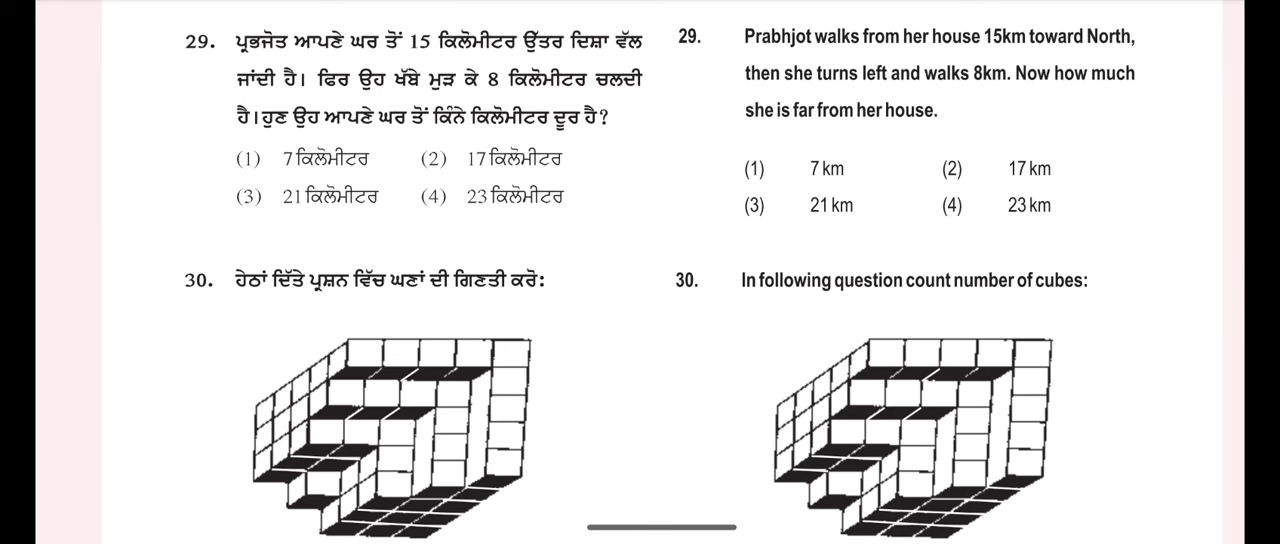 29. ਪ੍ਰਭਜੋਤ ਆਪਣੇ ਘਰ ਤੋਂ 15 ਕਿਲੋਮੀਟਰ ਉੱਤਰ ਦਿਸ਼ਾ ਵੱਲ
ਜਾਂਦੀ ਹੈ। ਫਿਰ ਉਹ ਖੱਬੇ ਮੁੜ ਕੇ 8 ਕਿਲੋਮੀਟਰ ਚਲਦੀ
ਹੈ।ਹੁਣ ਉਹ ਆਪਣੇ ਘਰ ਤੋਂ ਕਿੰਨੇ ਕਿਲੋਮੀਟਰ ਦੂਰ ਹੈ?
(1) 7 ਕਿਲੋਮੀਟਰ (2) 17 ਕਿਲੋਮੀਟਰ
(3) 21 ਕਿਲੋਮੀਟਰ (4) 23 ਕਿਲੋਮੀਟਰ
29. Prabhjot walks from her house 15km toward North,
then she turns left and walks 8km. Now how much
she is far from her house.
(1) 7 km (2) 17 km
(3) 21 km (4) 23 km
30. ਹੇਠਾਂ ਦਿੱਤੇ ਪ੍ਰਸ਼ਨ ਵਿੱਚ ਘਣਾਂ ਦੀ ਗਿਣਤੀ ਕਰੋ:
30. In following question count number of cubes: